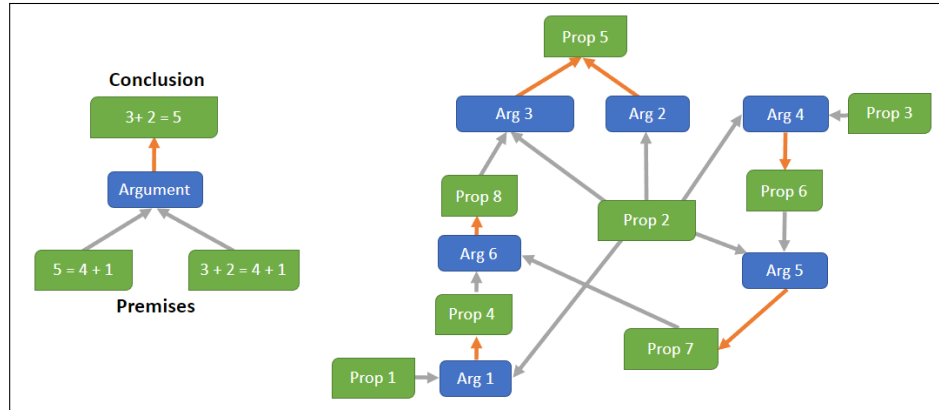 Conclusion
3+ 2 = 5
Argument
5 = 4 + 1
3 + 2 = 4 + 1
Premises
Prop 5
Arg 3
Arg 2
Arg 4
Prop 3
Prop 8
Prop 2
Prop 6
Arg 6
Arg 5
Prop 4
Prop 7
Prop 1
Arg 1